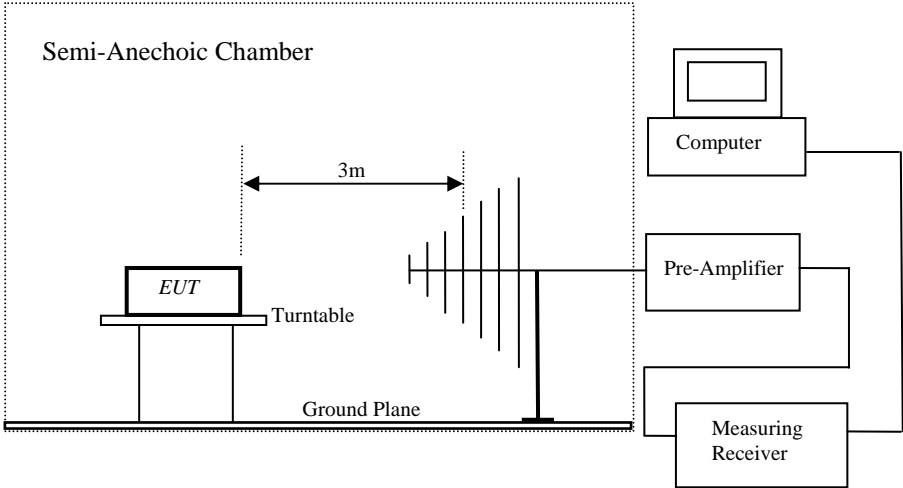 Semi-Anechoic Chamber
Computer
3m
Pre-Amplifier
EUT
Turntable
Ground Plane
Measuring
Receiver